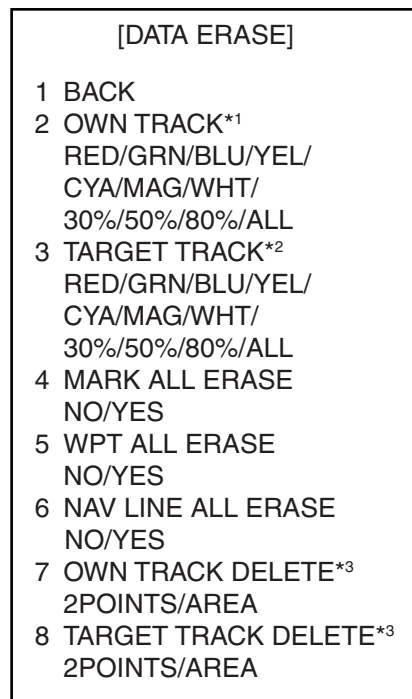 [DATA ERASE]
1 BACK
2 OWN TRACK*1
RED/GRN/BLU/YEL/
CYA/MAG/WHT/
30%/50%/80%/ALL
3 TARGET TRACK*2
RED/GRN/BLU/YEL/
CYA/MAG/WHT/
30%/50%/80%/ALL
4 MARK ALL ERASE
NO/YES
5 WPT ALL ERASE
NO/YES
6 NAV LINE ALL ERASE
NO/YES
7 OWN TRACK DELETE*3
2POINTS/AREA
8 TARGET TRACK DELETE*3
2POINTS/AREA